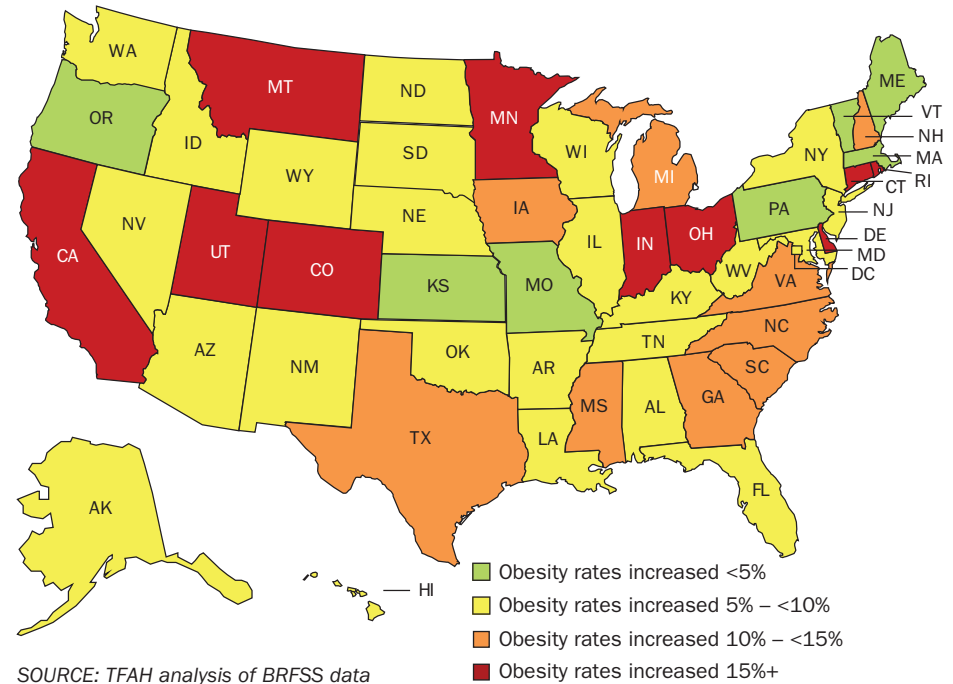 WA
MT
ND
MN
ME
VT
OR
NH
ID
SD
WI
NY
MA
WY
MI
RI
CT
IA
NE
PA
NJ
NV
IL
IN
OH
DE
CA
UT
CO
MD
WV
DC
KS
MO
VA
KY
NC
TN
AZ
OK
NM
AR
SC
MS
AL
GA
TX
LA
FL
AK
HI
Obesity rates increased <5%
Obesity rates increased 5% – <10%
Obesity rates increased 10% – <15%
Obesity rates increased 15%+
SOURCE: TFAH analysis of BRFSS data